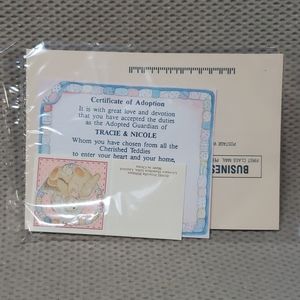 Certificate of Adoption
It is with great love and devotion
that you have accepted the duties
as the Adopted Guardian of
TRACIE & NICOLE
Whom you have chosen from all the
Cherished Teddies
to enter your heart and your home,
BUSINES
FIRST CLASS MAIL
POSTAGE W